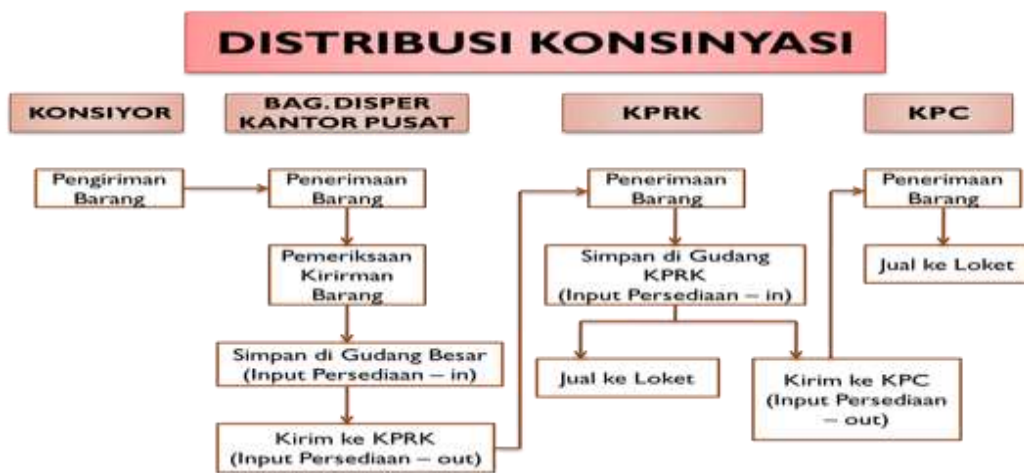 DISTRIBUSI KONSINYASI
KONSIYOR
BAG. DISPER
KANTOR PUSAT
KPRK
KPC
Pengiriman
Barang
Penerimaan
Barang
Pemeriksaan
Kirirman
Barang
Simpan di Gudang Besar
(Input Persediaan – in)
Kirim ke KPRK
(Input Persediaan – out)
Penerimaan
Barang
Simpan di Gudang
KPRK
(Input Persediaan – in)
Jual ke Loket
Kirim ke KPC
(Input Persediaan
– out)
Penerimaan
Barang
Jual ke Loket